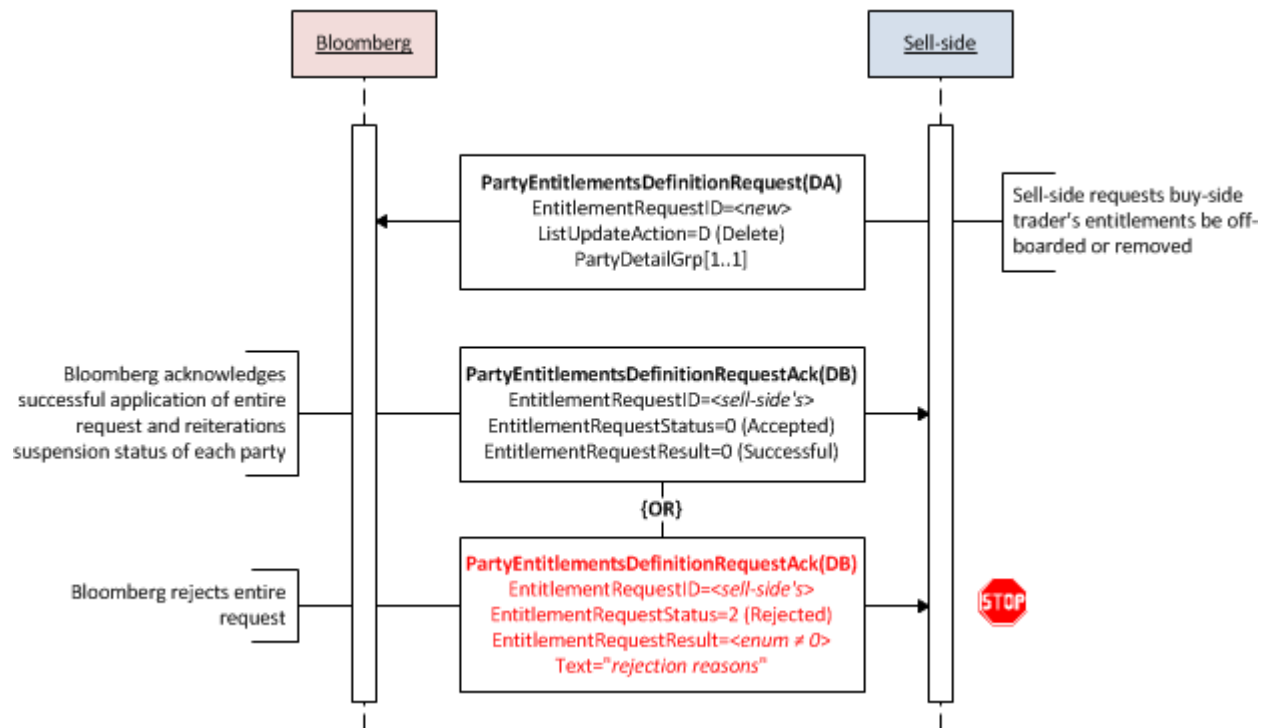 Bloomberg
Sell-side
PartyEntitlementsDefinitionRequest(DA)
EntitlementRequestID=<new>
ListUpdateAction=D (Delete)
PartyDetailGrp[1..1]
Sell-side requests buy-side
trader's entitlements be off-
boarded or removed
Bloomberg acknowledges
successful application of entire
request and reiterations
suspension status of each party
PartyEntitlementsDefinitionRequestAck(DB)
EntitlementRequestID=<sell-side's>
EntitlementRequestStatus=0 (Accepted)
EntitlementRequestResult=0 (Successful)
{OR}
Bloomberg rejects entire
request
PartyEntitlementsDefinitionRequestAck(DB)
EntitlementRequestID=<sell-side's>
EntitlementRequestStatus=2 (Rejected)
EntitlementRequestResult=<enum ≠ 0>
Text="rejection reasons"
STOP